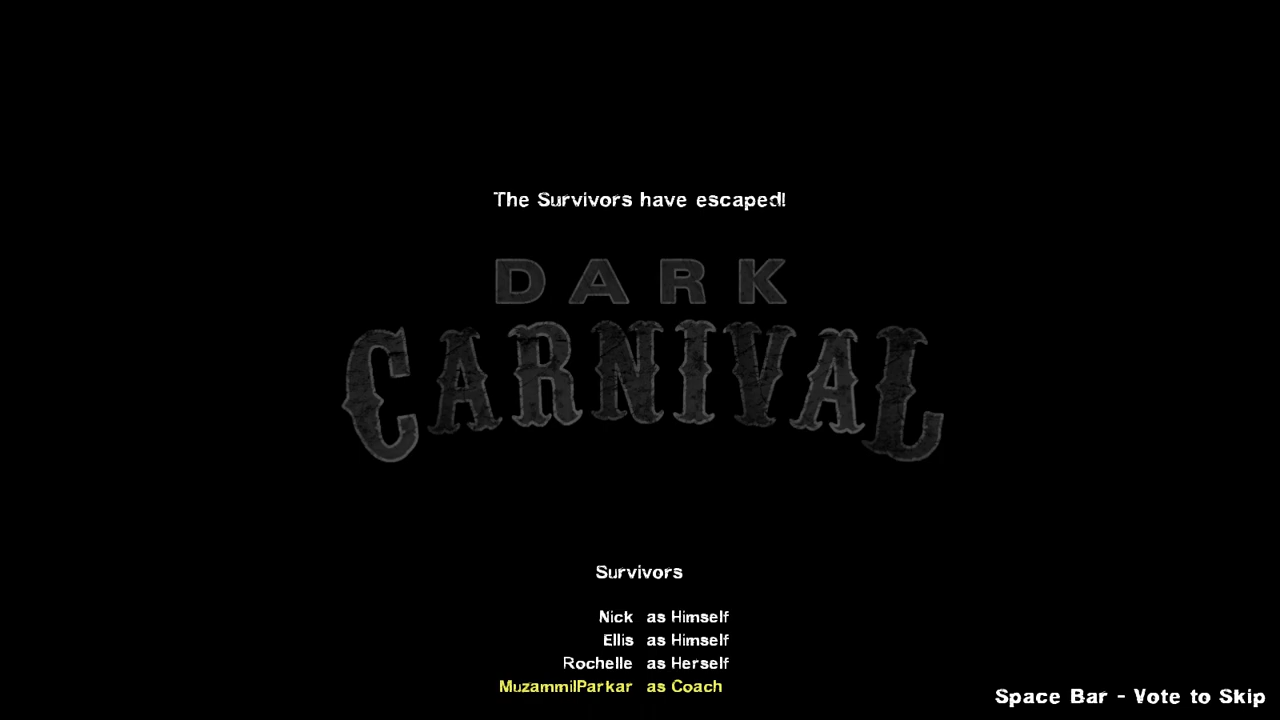 The Survivors have escaped!
DARK
CARNIVAL
Survivors
Nick as Himself
Ellis as Himself
Rochelle as Herself
MuzammilParkar as Coach
Space Bar - Vote to Skip